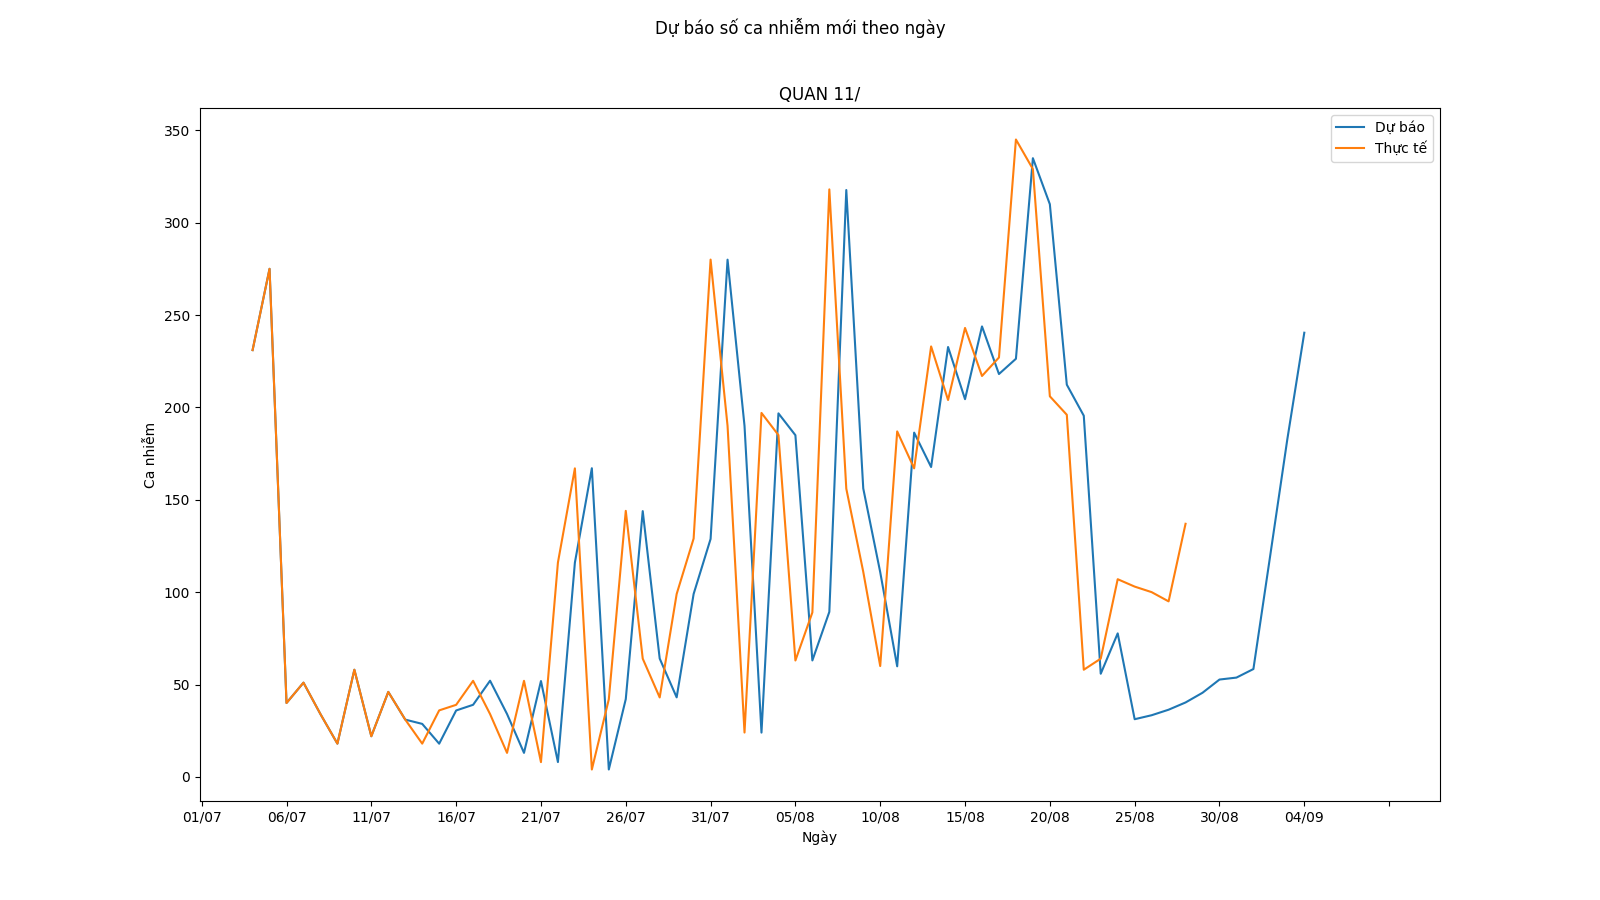 Dự báo số ca nhiễm mới theo ngày
QUAN 11/
Dự báo
Thực tế
350
300
250
200
150
100
50
0
Ca nhiễm
01/07 06/07 11/07 16/07 21/07 26/07 31/07 05/08 10/08 15/08 20/08 25/08 30/08 04/09
Ngày